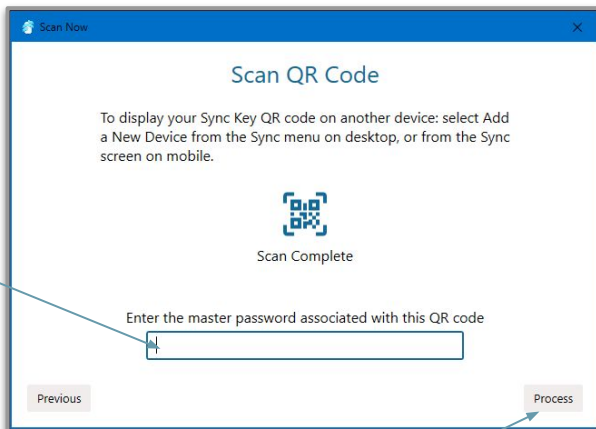 Scan Now
Scan QR Code
To display your Sync Key QR code on another device: select Add
a New Device from the Sync menu on desktop, or from the Sync
screen on mobile.
Scan Complete
Enter the master password associated with this QR code
Previous
Process